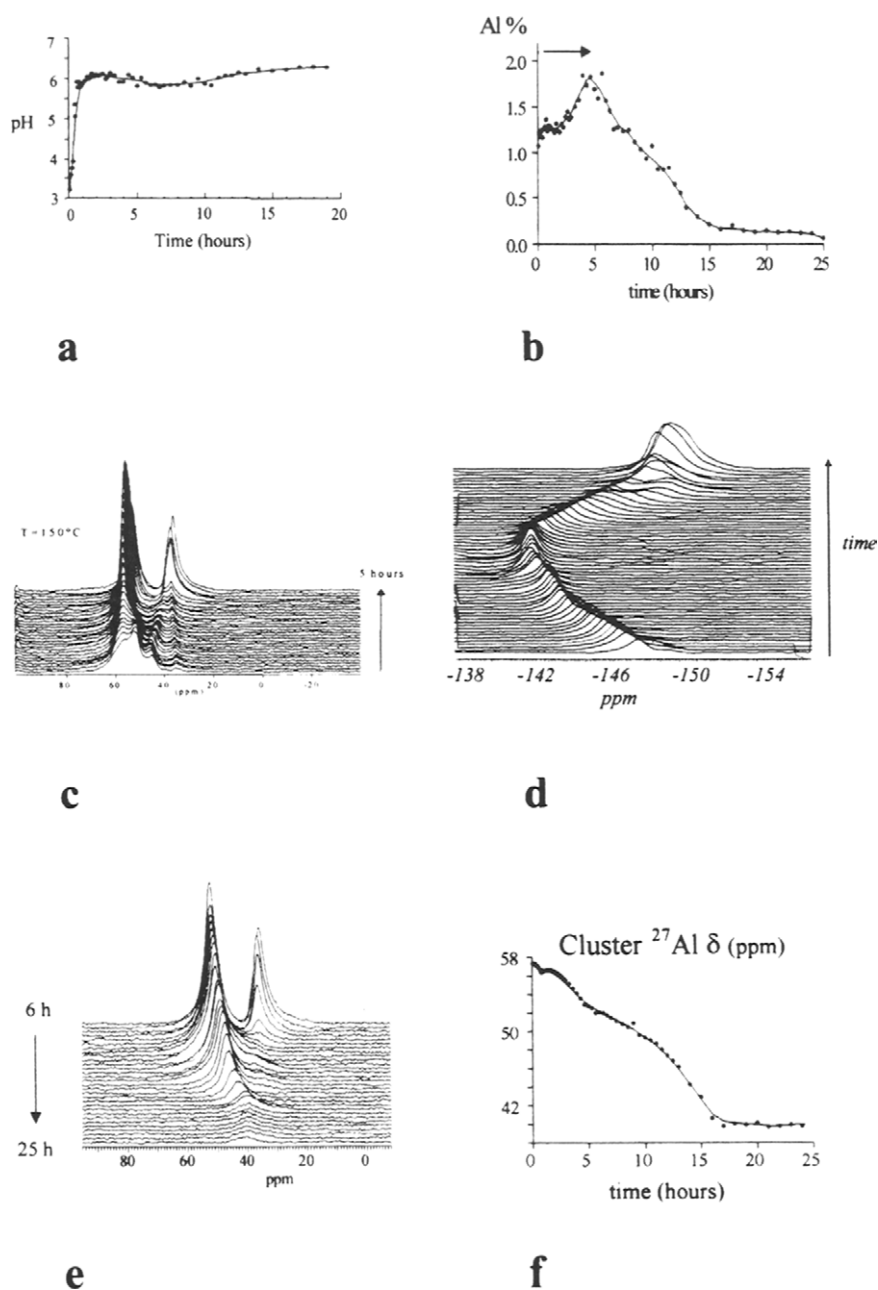 7
6
5
pH
4
3
0
5
10
15
20
Time (hours)
a
Al %
2.0
1.5
1.0
0.5
0.0
0
5
10
15
20
25
time (hours)
b
T = 150°C
5 hours
80
60
40
20
0
-20
(ppm)
c
time
-138
-142
-146
-150
-154
ppm
d
6 h
25 h
80
60
40
20
0
ppm
e
Cluster ²⁷Al δ (ppm)
58
50
42
0
5
10
15
20
25
time (hours)
f